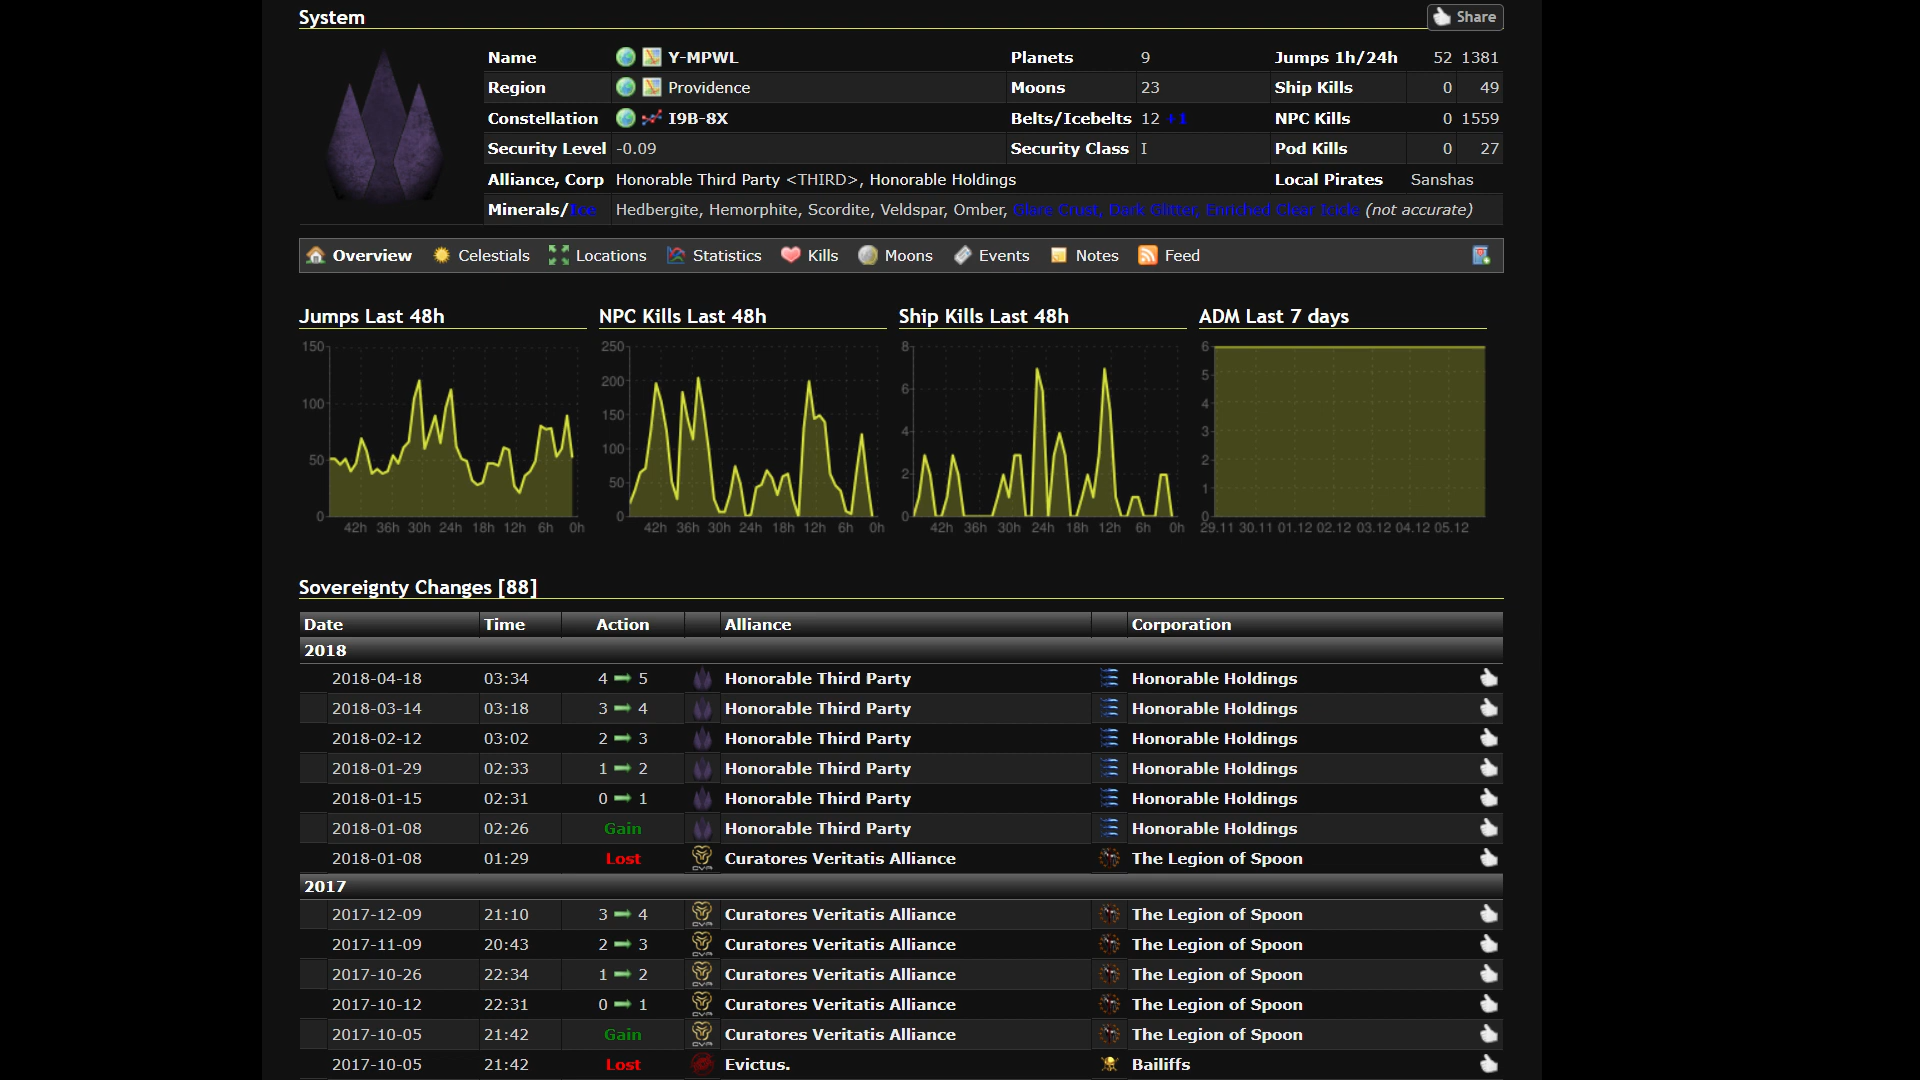 System
Share
Name Y-MPWL Planets 9 Jumps 1h/24h 52 1381
Region Providence Moons 23 Ship Kills 0 49
Constellation I9B-8X Belts/Icebelts 12 +1 NPC Kills 0 1559
Security Level -0.09 Security Class I Pod Kills 0 27
Alliance, Corp Honorable Third Party <THIRD>, Honorable Holdings Local Pirates Sanshas
Minerals/Ice Hedbergite, Hemorphite, Scordite, Veldspar, Omber, Glare Crust, Dark Glitter, Enriched Clear Icicle (not accurate)
Overview Celestials Locations Statistics Kills Moons Events Notes Feed
Jumps Last 48h
150
100
50
0
42h 36h 30h 24h 18h 12h 6h 0h
NPC Kills Last 48h
250
200
150
100
50
0
42h 36h 30h 24h 18h 12h 6h 0h
Ship Kills Last 48h
8
6
4
2
0
42h 36h 30h 24h 18h 12h 6h 0h
ADM Last 7 days
6
5
4
3
2
1
0
29.11 30.11 01.12 02.12 03.12 04.12 05.12
Sovereignty Changes [88]
Date Time Action Alliance Corporation
2018
2018-04-18 03:34 4 5 Honorable Third Party Honorable Holdings
2018-03-14 03:18 3 4 Honorable Third Party Honorable Holdings
2018-02-12 03:02 2 3 Honorable Third Party Honorable Holdings
2018-01-29 02:33 1 2 Honorable Third Party Honorable Holdings
2018-01-15 02:31 0 1 Honorable Third Party Honorable Holdings
2018-01-08 02:26 Gain Honorable Third Party Honorable Holdings
2018-01-08 01:29 Lost Curatores Veritatis Alliance The Legion of Spoon
2017
2017-12-09 21:10 3 4 Curatores Veritatis Alliance The Legion of Spoon
2017-11-09 20:43 2 3 Curatores Veritatis Alliance The Legion of Spoon
2017-10-26 22:34 1 2 Curatores Veritatis Alliance The Legion of Spoon
2017-10-12 22:31 0 1 Curatores Veritatis Alliance The Legion of Spoon
2017-10-05 21:42 Gain Curatores Veritatis Alliance The Legion of Spoon
2017-10-05 21:42 Lost Evictus. Bailiffs